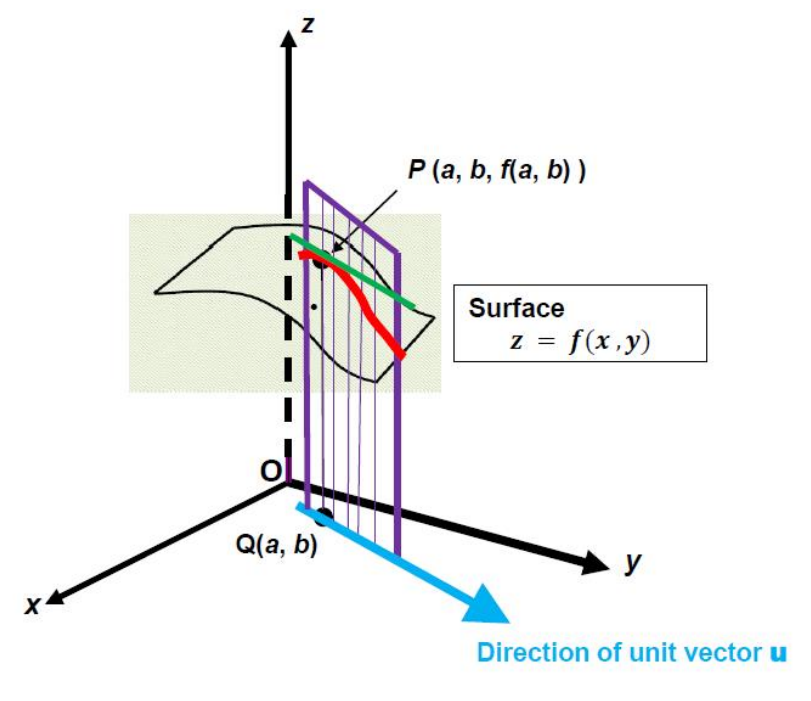 z
P (a, b, f(a, b) )
Surface
z = f(x ,y)
O
Q(a, b)
y
x
Direction of unit vector u